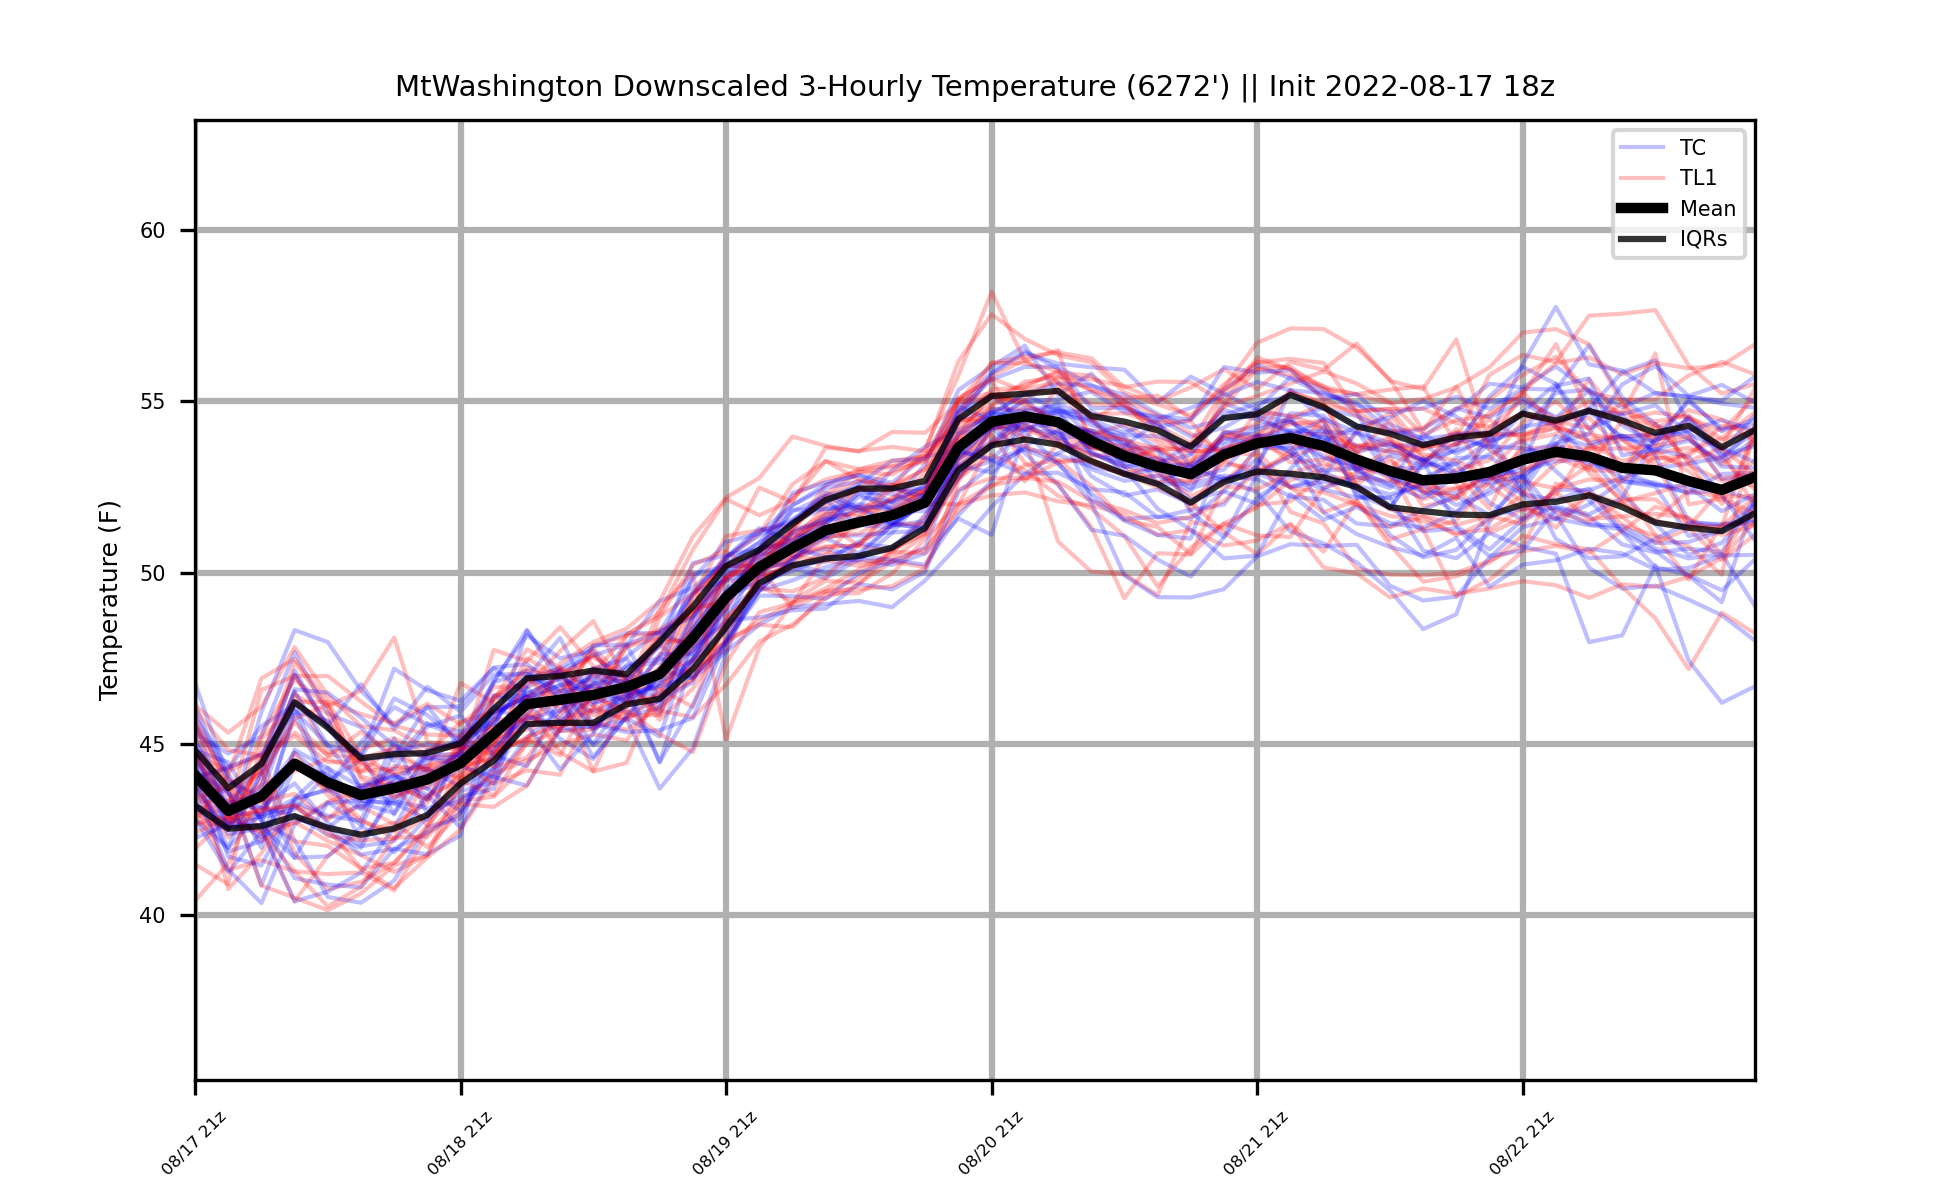 MtWashington Downscaled 3-Hourly Temperature (6272') || Init 2022-08-17 18z
TC
TL1
Mean
IQRs
Temperature (F)
60
55
50
45
40
08/17 21z
08/18 21z
08/19 21z
08/20 21z
08/21 21z
08/22 21z